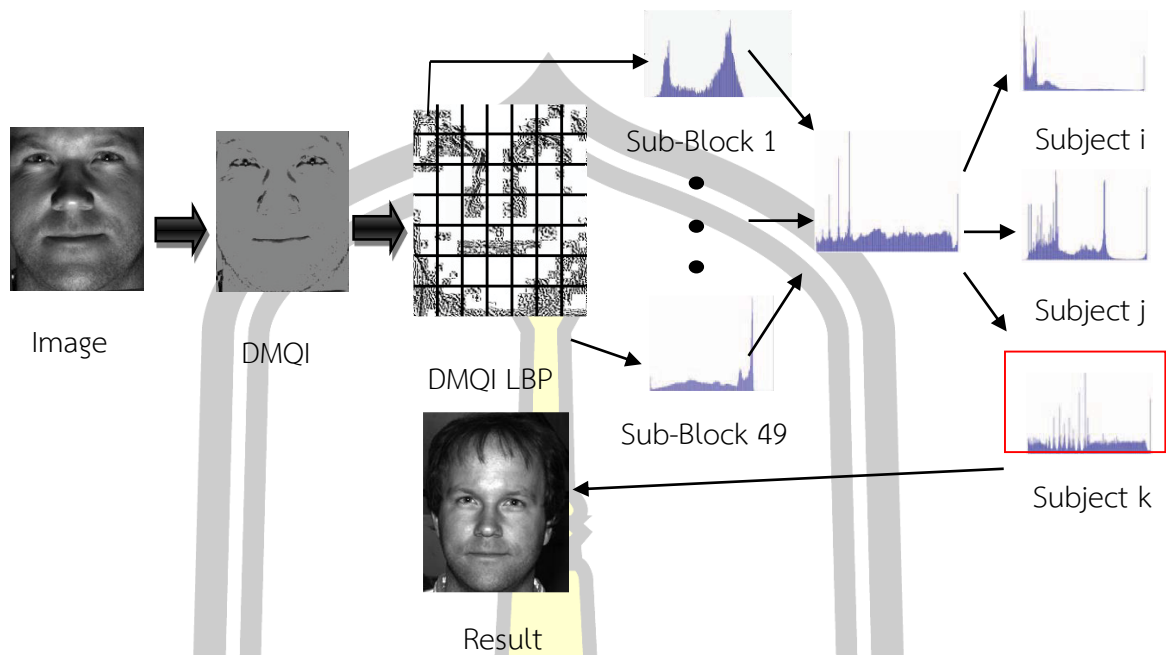 Sub-Block 1
Subject i
Image
DMQI
DMQI LBP
Subject j
Sub-Block 49
Subject k
Result